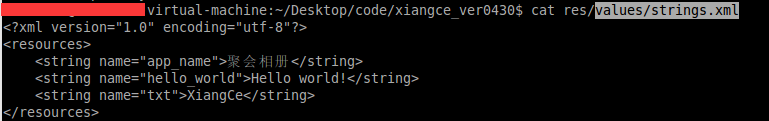 virtual-machine:~/Desktop/code/xiangce_ver0430$ cat res/values/strings.xml
<?xml version="1.0" encoding="utf-8"?>
<resources>
    <string name="app_name">聚会相册</string>
    <string name="hello_world">Hello world!</string>
    <string name="txt">XiangCe</string>
</resources>